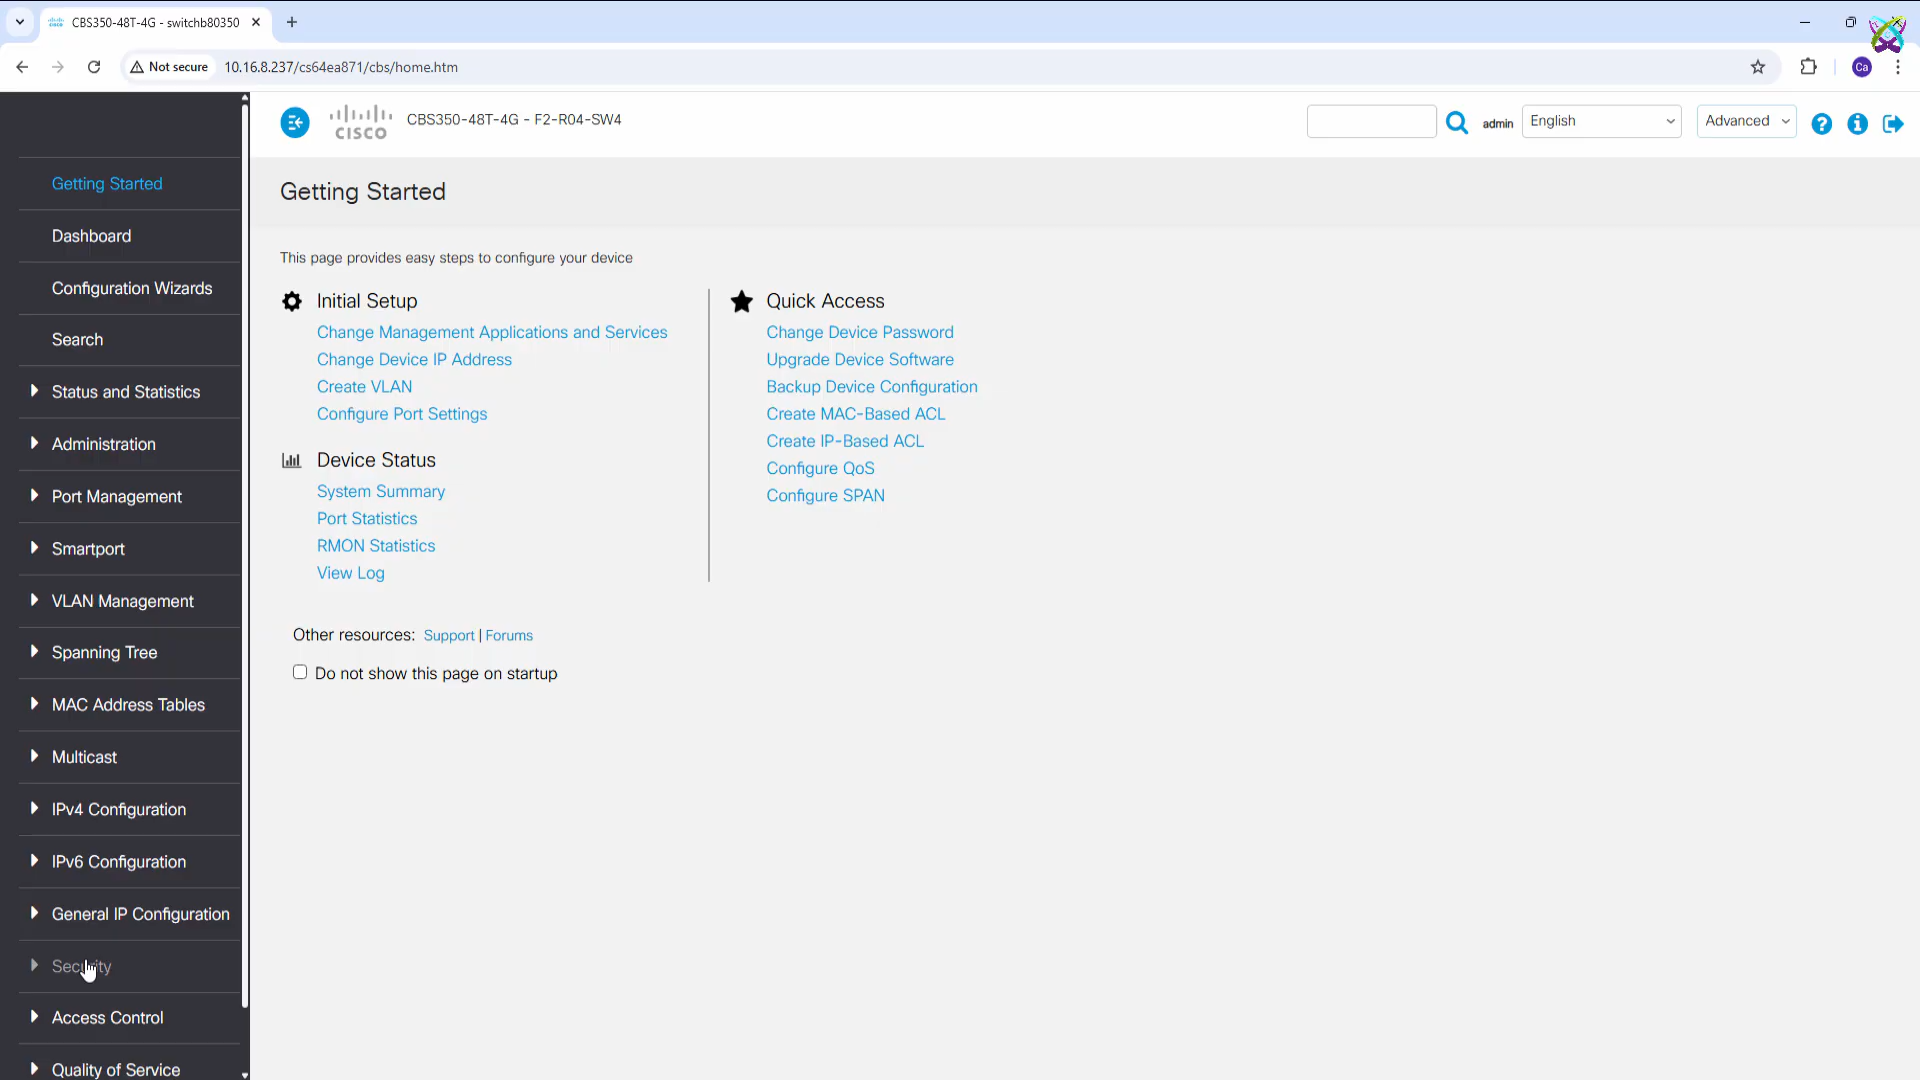 CBS350-48T-4G - switchb80350
Not secure
10.16.8.237/cs64ea871/cbs/home.htm
Ca
CISCO
CBS350-48T-4G - F2-R04-SW4
admin
English
Advanced
Getting Started
Dashboard
Configuration Wizards
Search
Status and Statistics
Administration
Port Management
Smartport
VLAN Management
Spanning Tree
MAC Address Tables
Multicast
IPv4 Configuration
IPv6 Configuration
General IP Configuration
Security
Access Control
Quality of Service
Getting Started
This page provides easy steps to configure your device
Initial Setup
Change Management Applications and Services
Change Device IP Address
Create VLAN
Configure Port Settings
Device Status
System Summary
Port Statistics
RMON Statistics
View Log
Quick Access
Change Device Password
Upgrade Device Software
Backup Device Configuration
Create MAC-Based ACL
Create IP-Based ACL
Configure QoS
Configure SPAN
Other resources: Support | Forums
Do not show this page on startup